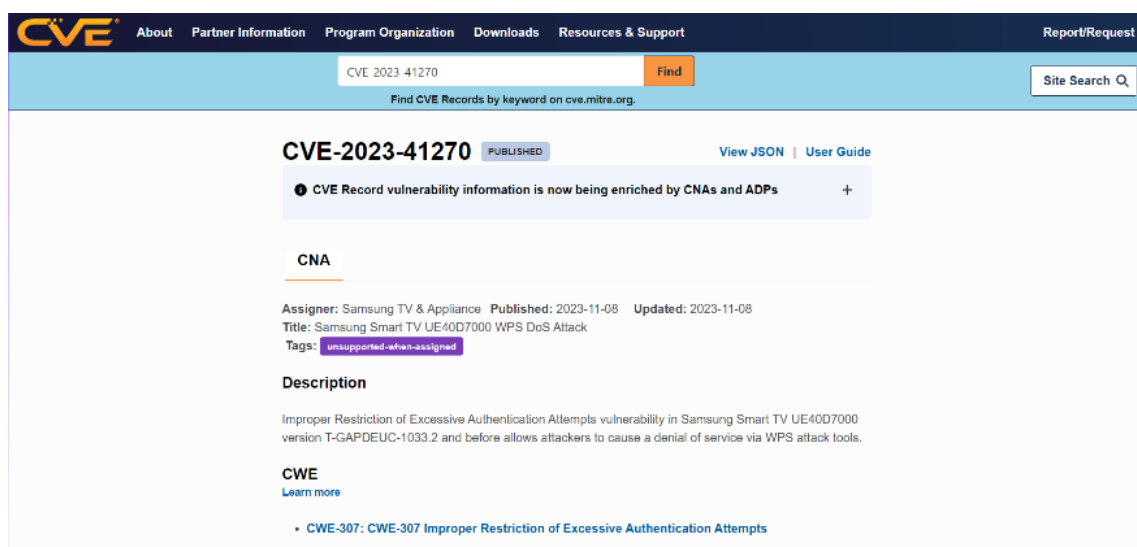 CVE
About Partner Information Program Organization Downloads Resources & Support Report/Request
CVE-2023-41270 Find
Site Search
Find CVE Records by keyword on cve.mitre.org.
CVE-2023-41270 PUBLISHED View JSON | User Guide
CVE Record vulnerability information is now being enriched by CNAs and ADPs +
CNA
Assigner: Samsung TV & Appliance Published: 2023-11-08 Updated: 2023-11-08
Title: Samsung Smart TV UE40D7000 WPS DoS Attack
Tags: unsupported-when-assigned
Description
Improper Restriction of Excessive Authentication Attempts vulnerability in Samsung Smart TV UE40D7000
version T-GAPDEUC-1033.2 and before allows attackers to cause a denial of service via WPS attack tools.
CWE
Learn more
• CWE-307: CWE-307 Improper Restriction of Excessive Authentication Attempts